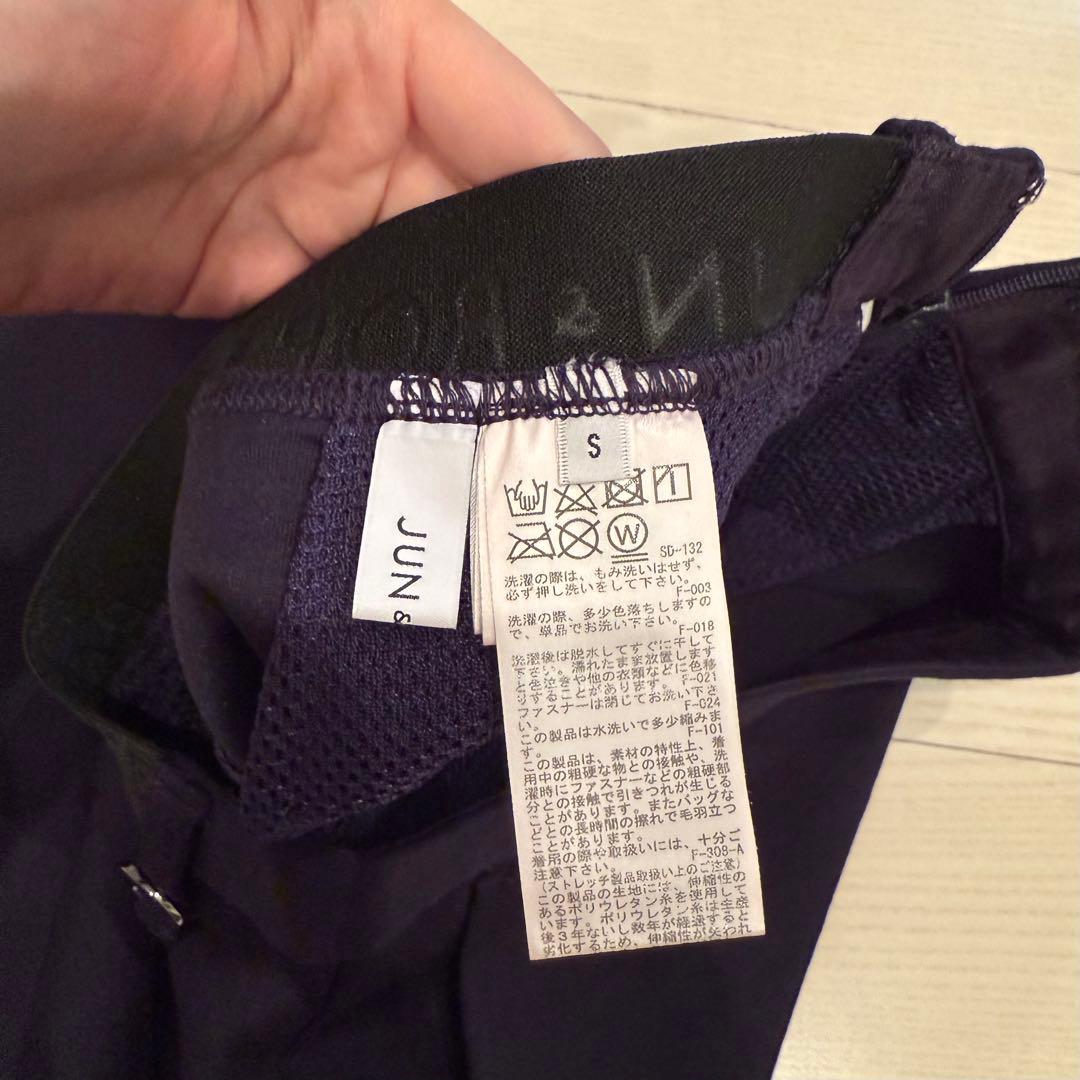 S
JUN &
W
SD-132
洗濯の際は、もみ洗いはせず、
必ず押し洗いをして下さい。
F-003
洗濯の際、多少色落ちしますの
で、単品でお洗い下さい。
F-018
洗濯後は脱水してすぐに干して
下さい。濡れたまま放置します
と色泣きや他の衣類などに色移
りすることがあります。
F-021
ファスナーは閉じてお洗い下さ
い。
F-024
この製品は水洗いで多少縮みま
す。
F-101
この製品は、素材の特性上、着
用中の粗硬な物との接触や、洗
濯時にファスナーなどの粗硬部
分との接触で引きつれが生じる
ことがあります。またバッグな
どとの長時間の擦れで毛羽立つ
ことがあります。
着用の際や取扱いには、十分ご
注意下さい。
F-308-A
(ストレッチ製品取扱い上のご注意)
この製品の生地には、伸縮性の
あるポリウレタン糸を使用して
います。ポリウレタン糸は生産
後3年ないし数年が経過すると
劣化するため、伸縮性が失われ